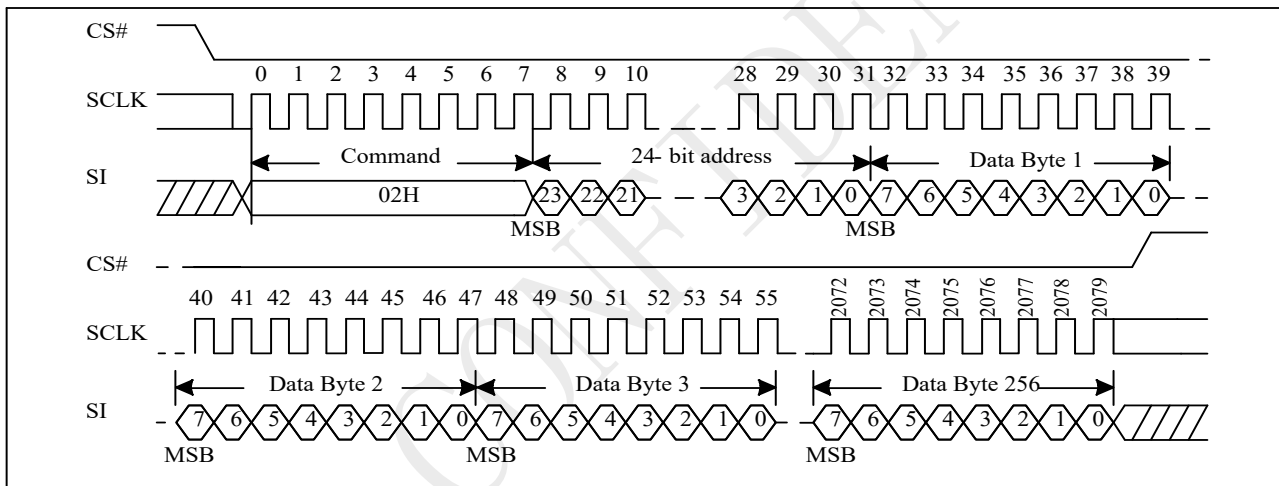 CS#
0 1 2 3 4 5 6 7 8 9 10 28 29 30 31 32 33 34 35 36 37 38 39
SCLK
Command 24- bit address Data Byte 1
SI
02H 23 22 21 3 2 1 0 7 6 5 4 3 2 1 0
MSB MSB
CS#
40 41 42 43 44 45 46 47 48 49 50 51 52 53 54 55 2072 2073 2074 2075 2076 2077 2078 2079
SCLK
Data Byte 2 Data Byte 3 Data Byte 256
SI
7 6 5 4 3 2 1 0 7 6 5 4 3 2 1 0 7 6 5 4 3 2 1 0
MSB MSB MSB